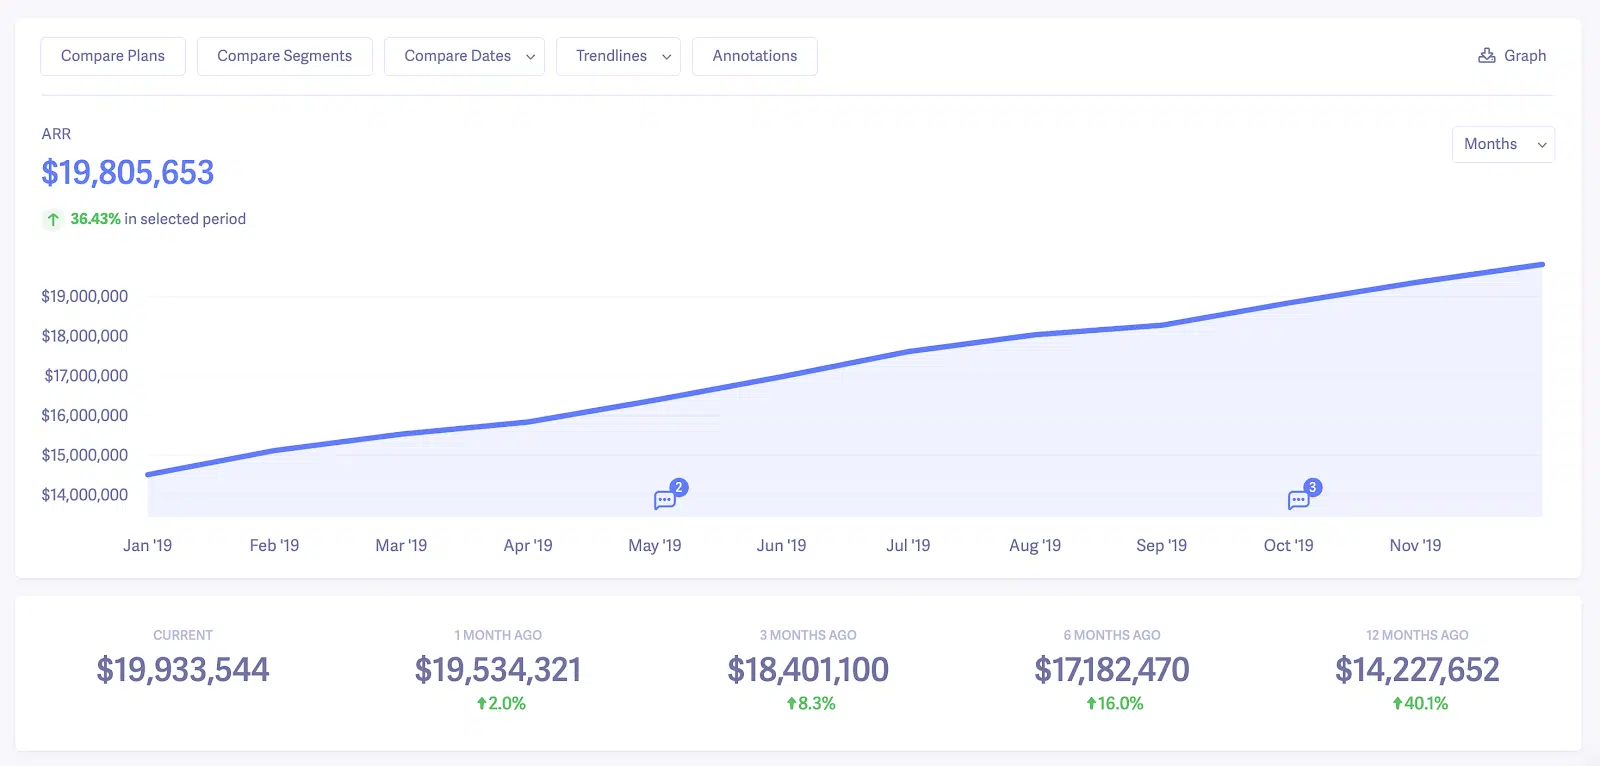 Compare Plans Compare Segments Compare Dates Trendlines Annotations Graph
ARR
Months
$19,805,653
36.43% in selected period
$19,000,000
$18,000,000
$17,000,000
$16,000,000
$15,000,000
$14,000,000
2 3
Jan '19 Feb '19 Mar '19 Apr '19 May '19 Jun '19 Jul '19 Aug '19 Sep '19 Oct '19 Nov '19
CURRENT 1 MONTH AGO 3 MONTHS AGO 6 MONTHS AGO 12 MONTHS AGO
$19,933,544 $19,534,321 $18,401,100 $17,182,470 $14,227,652
2.0% 8.3% 16.0% 40.1%